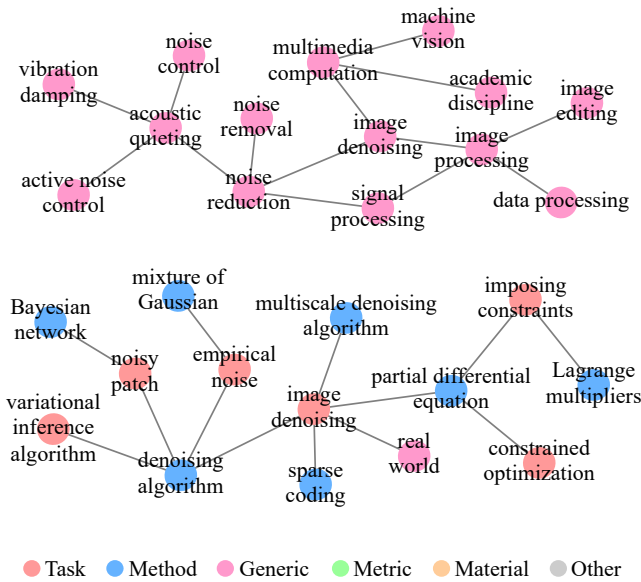 machine
vision
noise
control
multimedia
computation
vibration
damping
academic
discipline
image
editing
noise
removal
acoustic
quieting
image
denoising
image
processing
active noise
control
noise
reduction
signal
processing
data processing
mixture of
Gaussian
imposing
constraints
Bayesian
network
multiscale denoising
algorithm
noisy
patch
empirical
noise
partial differential
equation
Lagrange
multipliers
variational
inference
algorithm
image
denoising
denoising
algorithm
sparse
coding
real
world
constrained
optimization
Task Method Generic Metric Material Other